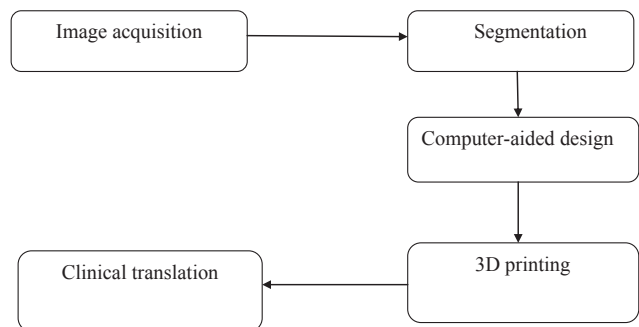 Image acquisition
Segmentation
Computer-aided design
3D printing
Clinical translation